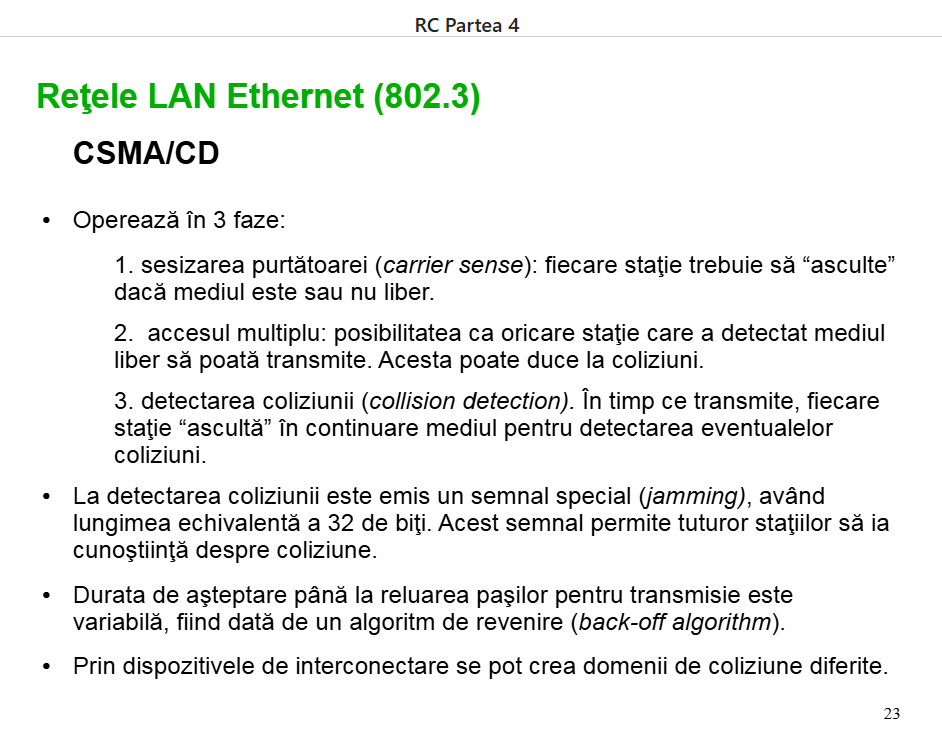 RC Partea 4
Reţele LAN Ethernet (802.3)
CSMA/CD
• Operează în 3 faze:
1. sesizarea purtătoarei (carrier sense): fiecare staţie trebuie să “asculte”
dacă mediul este sau nu liber.
2. accesul multiplu: posibilitatea ca oricare staţie care a detectat mediul
liber să poată transmite. Acesta poate duce la coliziuni.
3. detectarea coliziunii (collision detection). În timp ce transmite, fiecare
staţie “ascultă” în continuare mediul pentru detectarea eventualelor
coliziuni.
• La detectarea coliziunii este emis un semnal special (jamming), având
lungimea echivalentă a 32 de biţi. Acest semnal permite tuturor staţiilor să ia
cunoştiinţă despre coliziune.
• Durata de aşteptare până la reluarea paşilor pentru transmisie este
variabilă, fiind dată de un algoritm de revenire (back-off algorithm).
• Prin dispozitivele de interconectare se pot crea domenii de coliziune diferite.
23